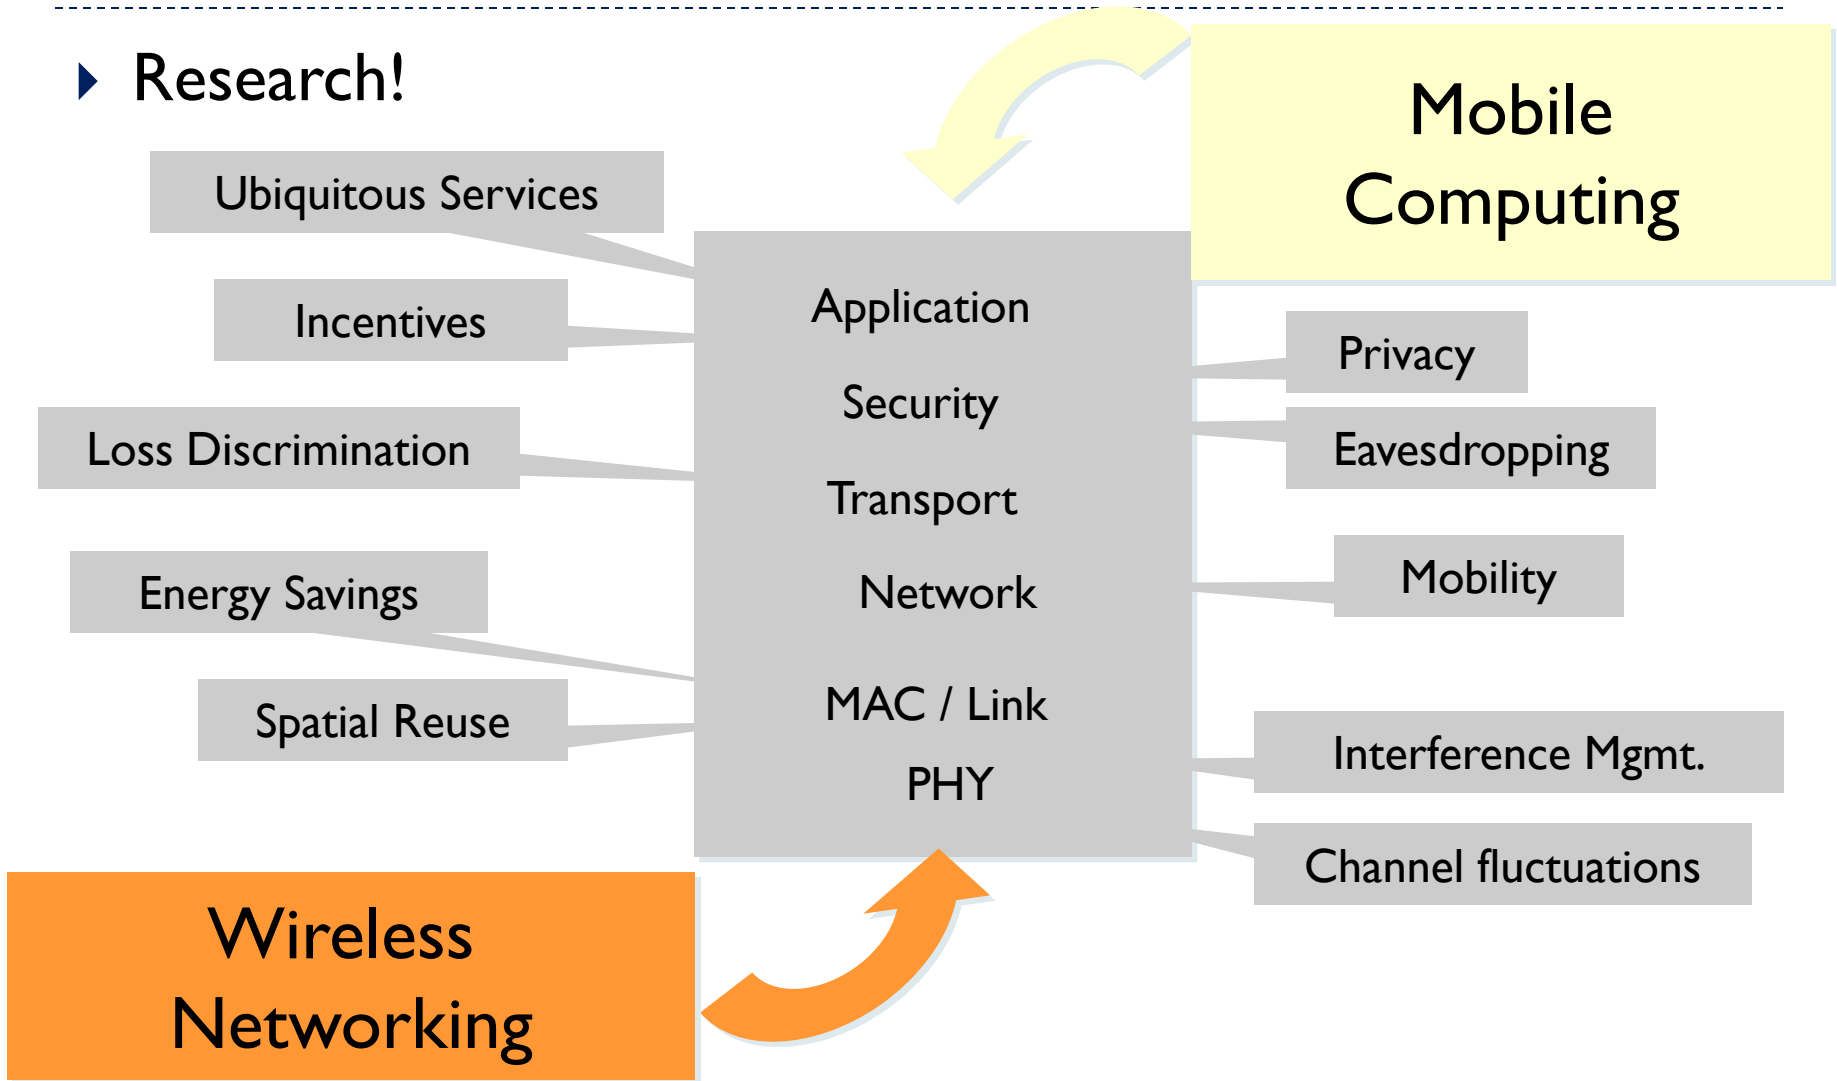 Research!
Mobile
Computing
Ubiquitous Services
Incentives
Loss Discrimination
Energy Savings
Spatial Reuse
Application
Security
Transport
Network
MAC / Link
PHY
Privacy
Eavesdropping
Mobility
Interference Mgmt.
Channel fluctuations
Wireless
Networking